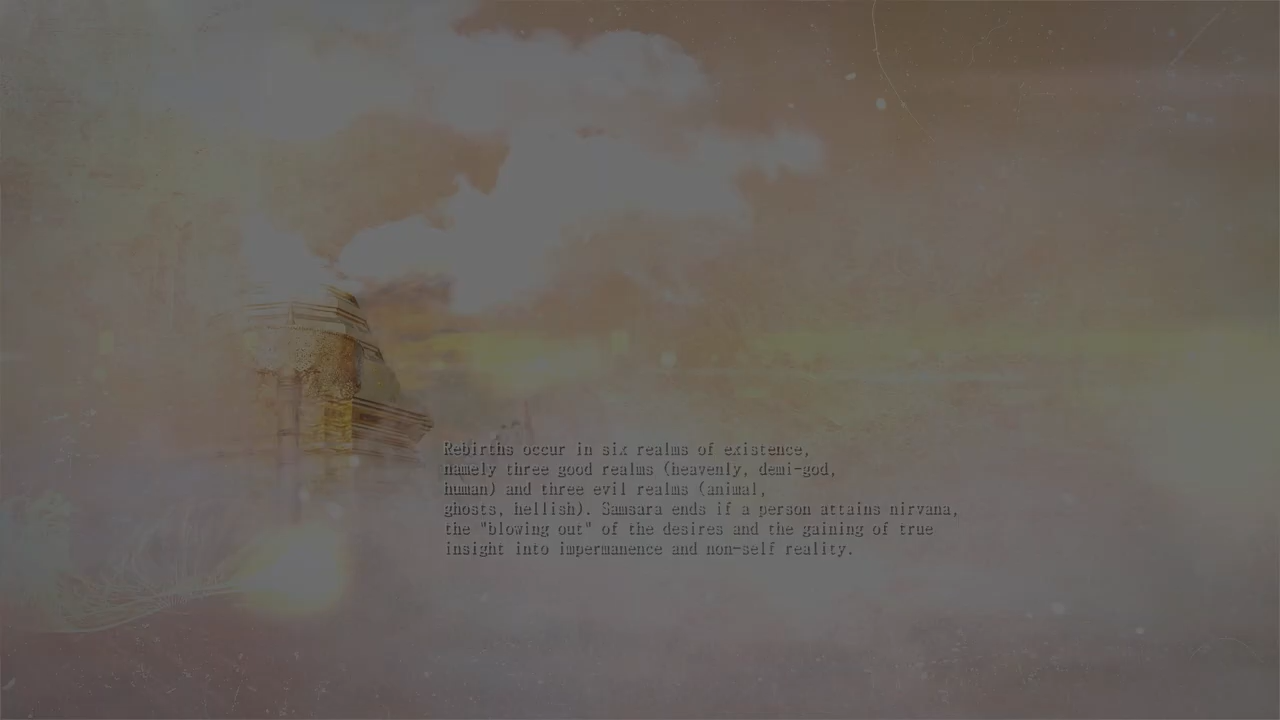 Rebirths occur in six realms of existence,
namely three good realms (heavenly, demi-god,
human) and three evil realms (animal,
ghosts, hellish). Samsara ends if a person attains nirvana,
the "blowing out" of the desires and the gaining of true
insight into impermanence and non-self reality.